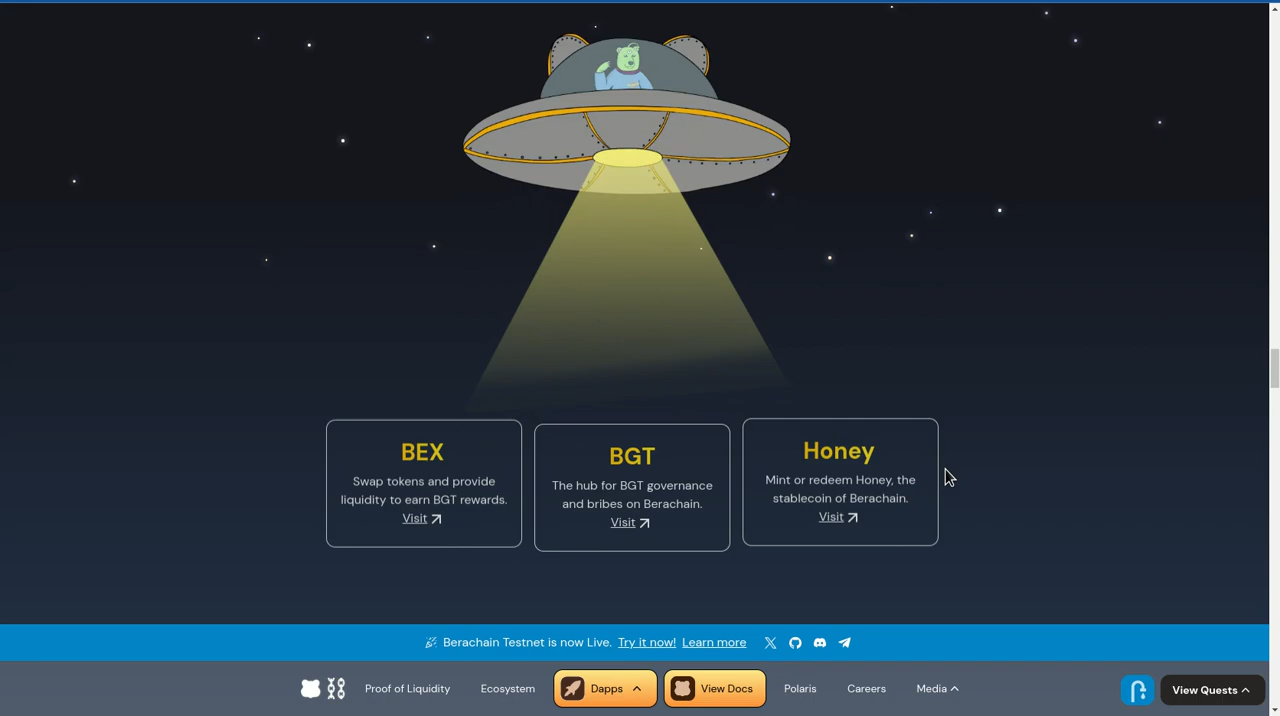 BEX
Swap tokens and provide
liquidity to earn BGT rewards.
Visit
BGT
The hub for BGT governance
and bribes on Berachain.
Visit
Honey
Mint or redeem Honey, the
stablecoin of Berachain.
Visit
Berachain Testnet is now Live. Try it now! Learn more
Proof of Liquidity Ecosystem Dapps View Docs Polaris Careers Media View Quests